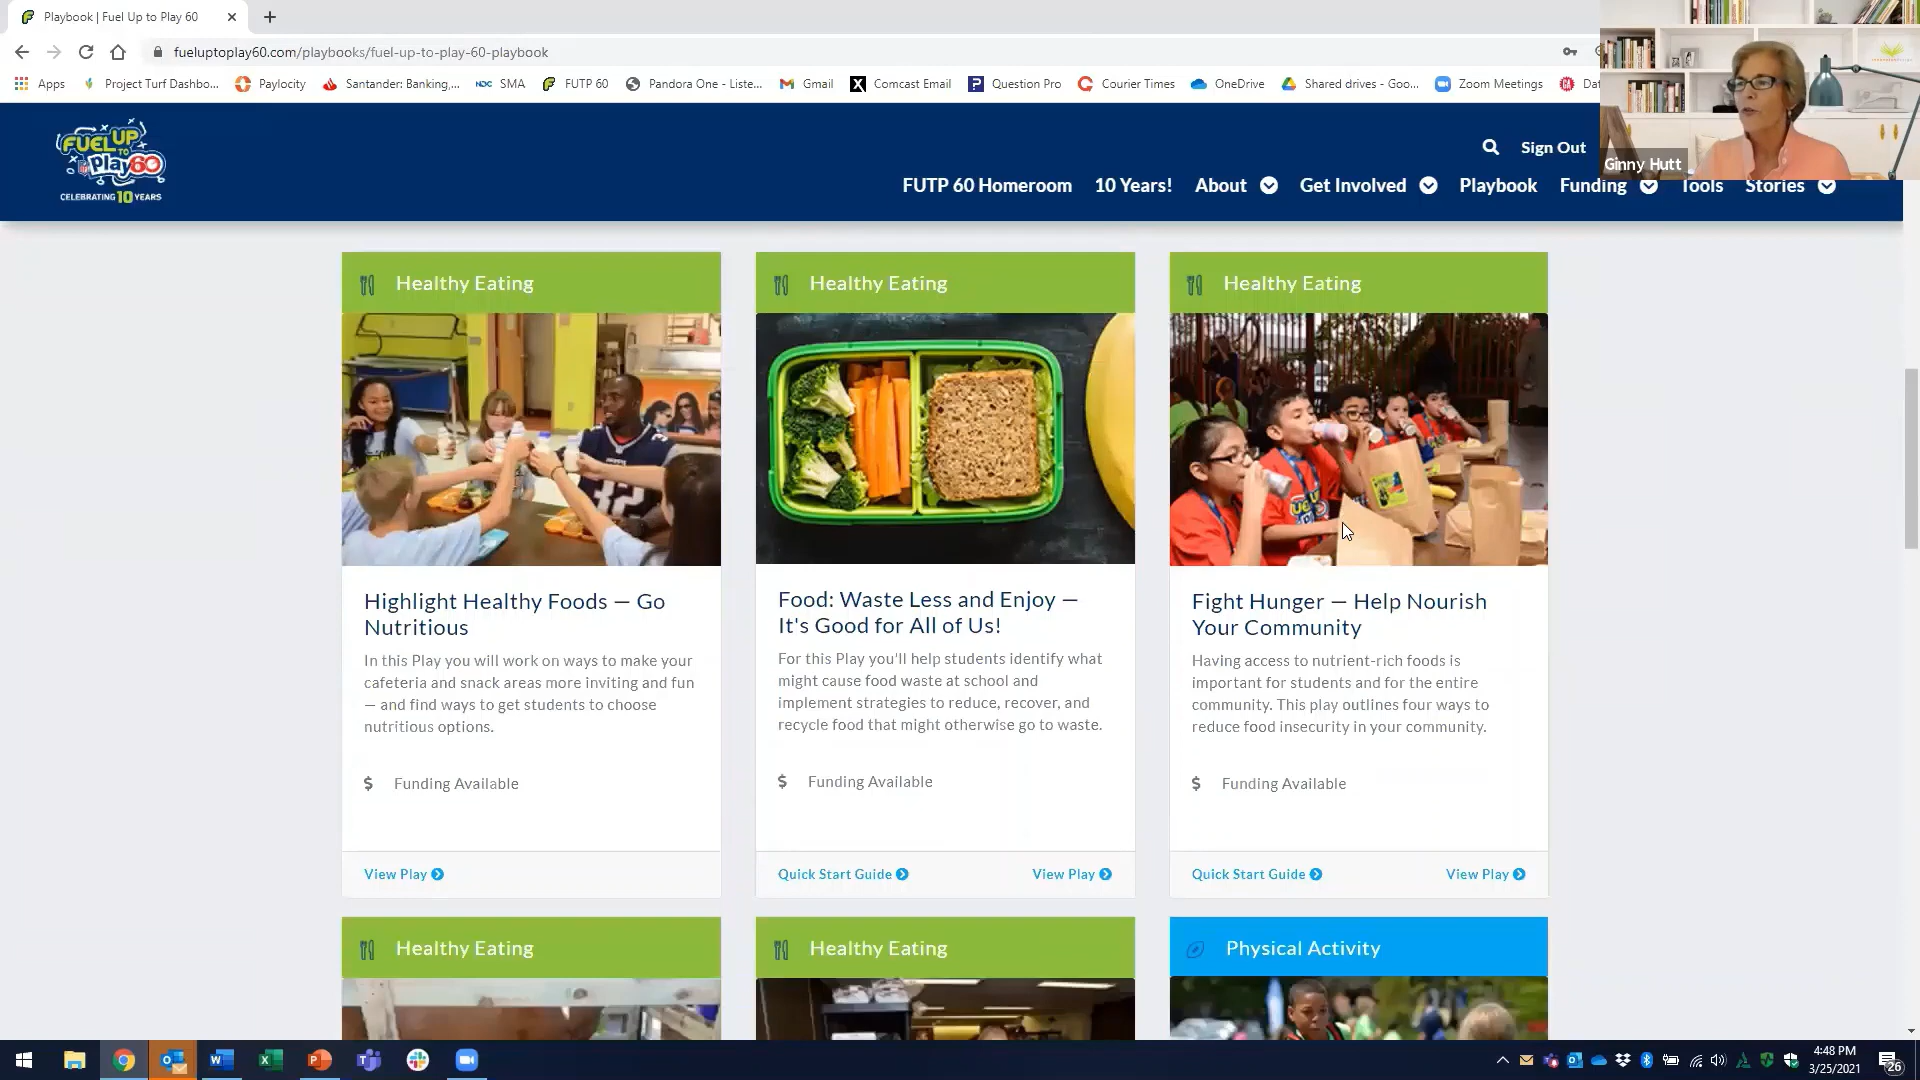 Playbook | Fuel Up to Play 60
fueluptoplay60.com/playbooks/fuel-up-to-play-60-playbook
Apps
Project Turf Dashbo...
Paylocity
Santander: Banking,...
NDC SMA
FUTP 60
Pandora One - Liste...
Gmail
Comcast Email
Question Pro
Courier Times
OneDrive
Shared drives - Goo...
Zoom Meetings
FUEL UP TO Play 60
CELEBRATING 10 YEARS
Sign Out
Ginny Hutt
FUTP 60 Homeroom
10 Years!
About
Get Involved
Playbook
Funding
Tools
Stories
Healthy Eating
Healthy Eating
Healthy Eating
32
Highlight Healthy Foods — Go
Nutritious
In this Play you will work on ways to make your
cafeteria and snack areas more inviting and fun
— and find ways to get students to choose
nutritious options.
$ Funding Available
View Play
Food: Waste Less and Enjoy —
It's Good for All of Us!
For this Play you'll help students identify what
might cause food waste at school and
implement strategies to reduce, recover, and
recycle food that might otherwise go to waste.
$ Funding Available
Quick Start Guide
View Play
Fight Hunger — Help Nourish
Your Community
Having access to nutrient-rich foods is
important for students and for the entire
community. This play outlines four ways to
reduce food insecurity in your community.
$ Funding Available
Quick Start Guide
View Play
Healthy Eating
Healthy Eating
Physical Activity
4:48 PM
3/25/2021
26